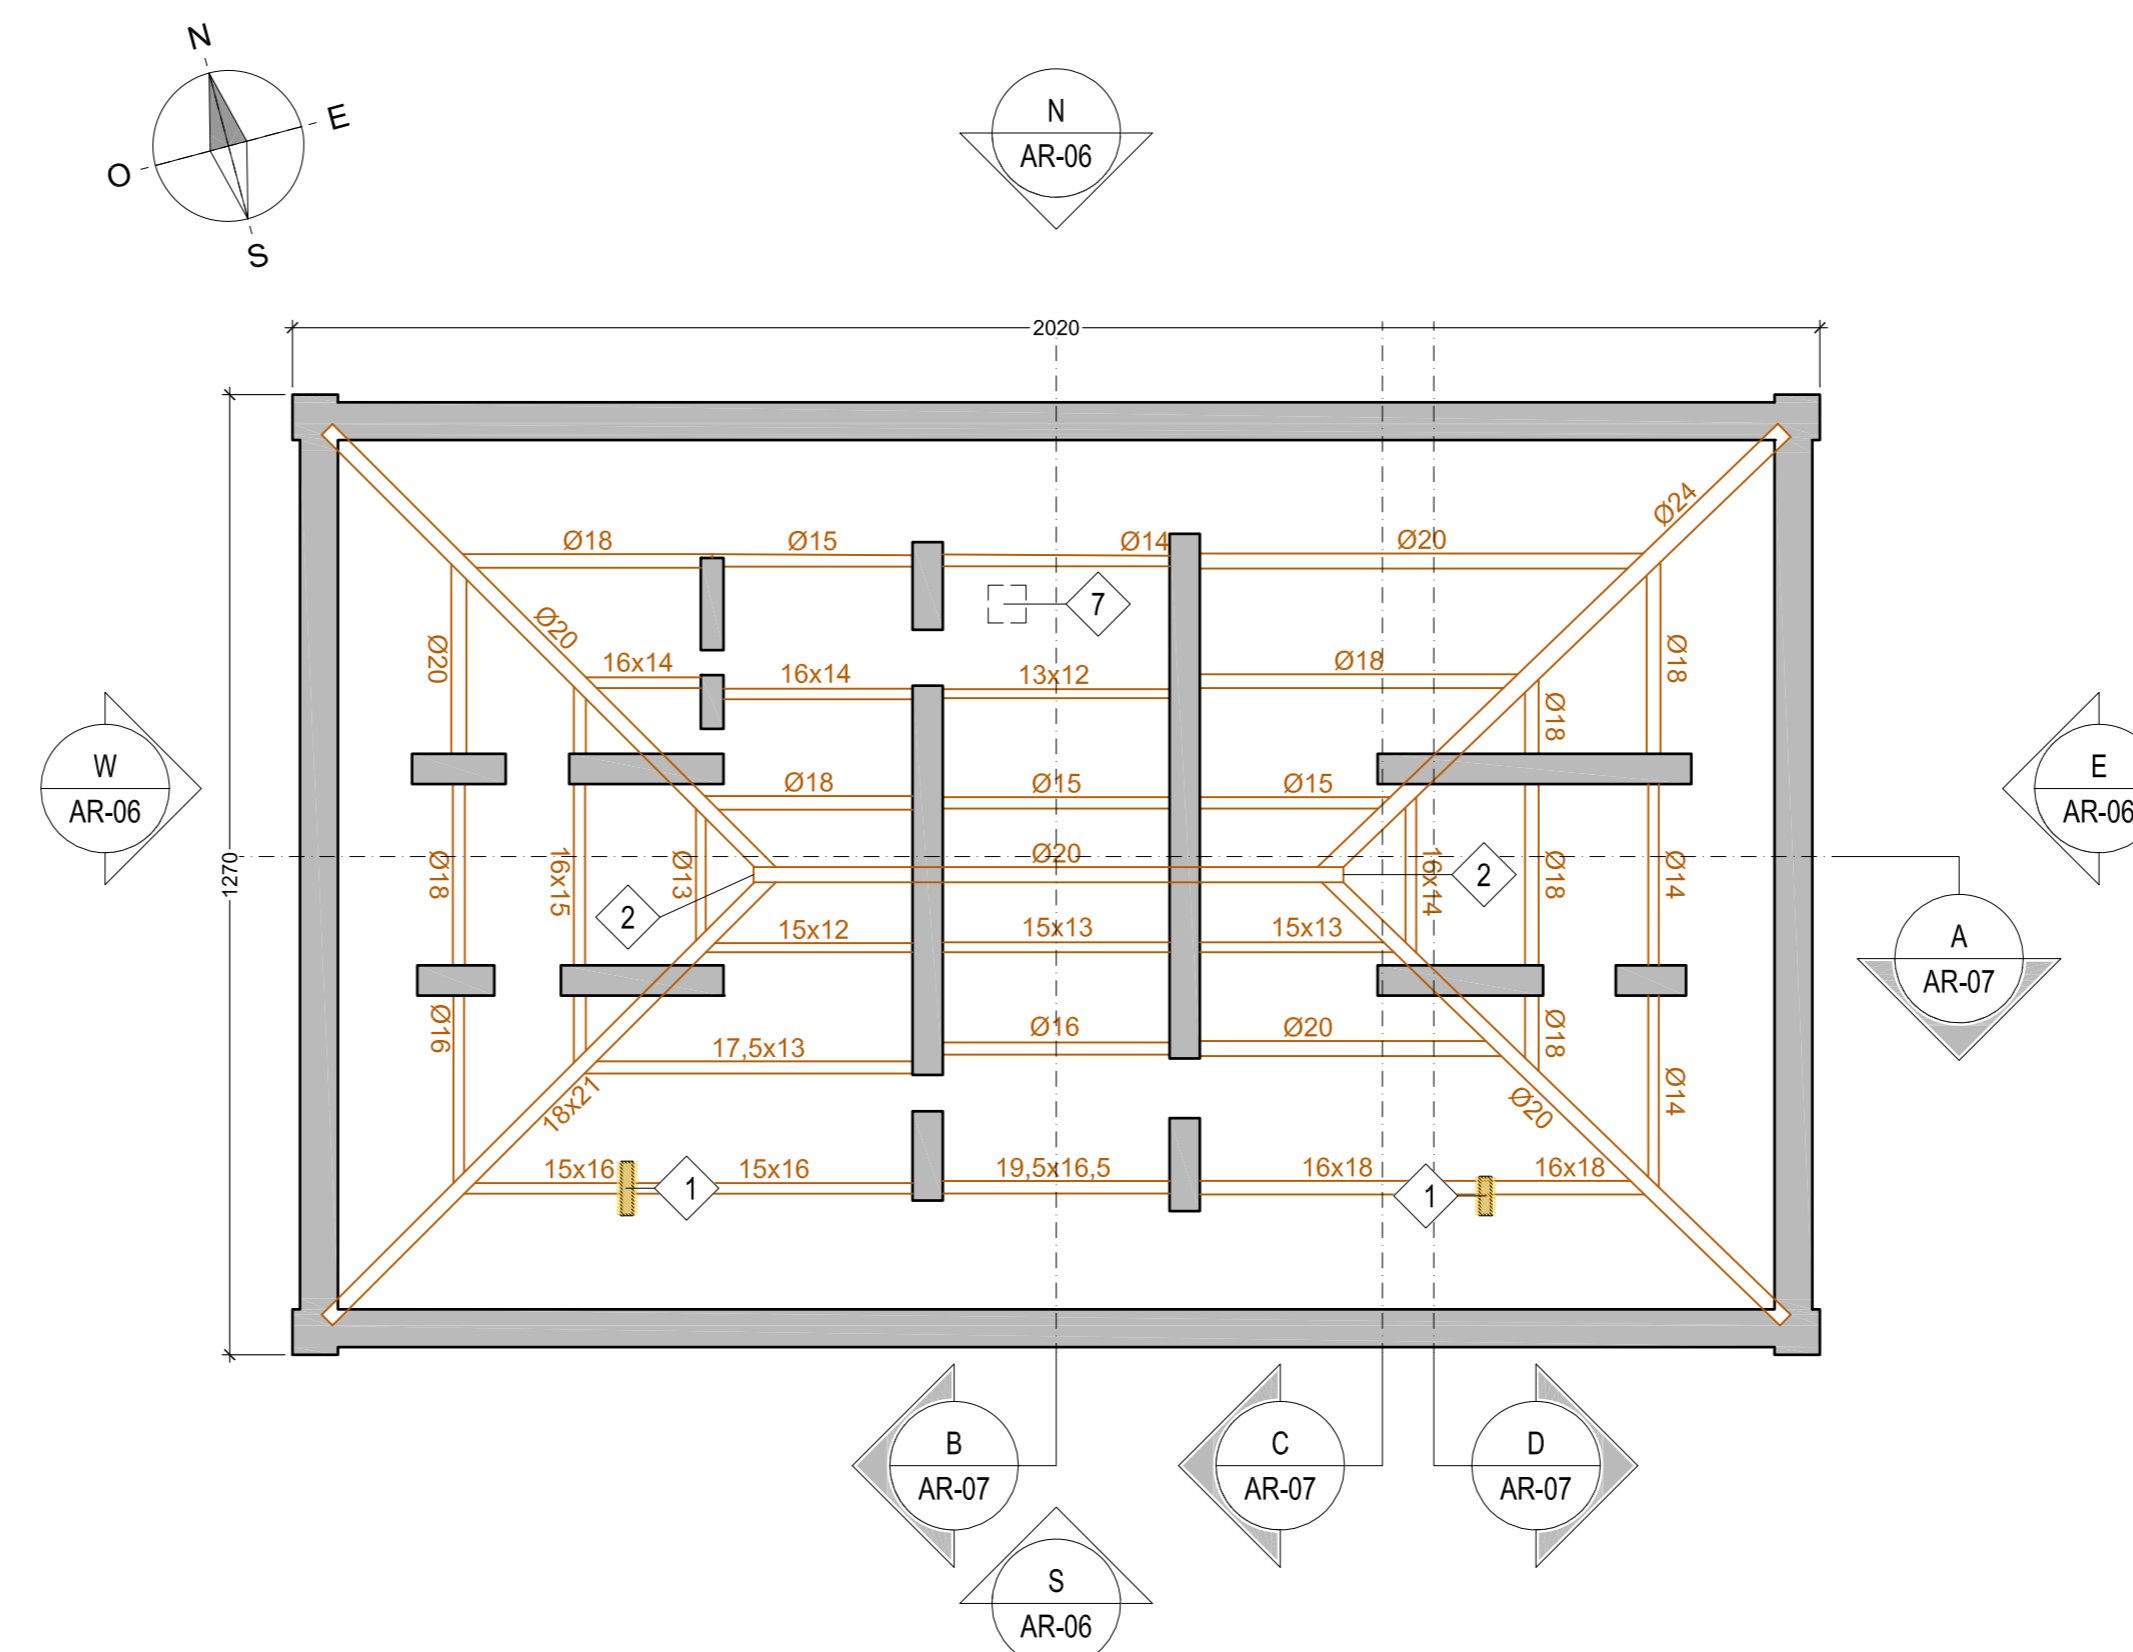 N
E
O
S
N
AR-06
2020
1270
Ø24
Ø18
Ø15
Ø14
Ø20
7
Ø20
Ø20
16x14
16x14
13x12
Ø18
Ø18
Ø18
W
AR-06
E
AR-06
Ø18
Ø15
Ø15
Ø20
Ø18
16x15
Ø13
2
16x14
2
Ø18
Ø14
15x12
15x13
15x13
A
AR-07
Ø16
17,5x13
Ø16
Ø20
Ø18
18x21
Ø20
Ø14
15x16
1
15x16
19,5x16,5
16x18
1
16x18
B
AR-07
C
AR-07
D
AR-07
S
AR-06